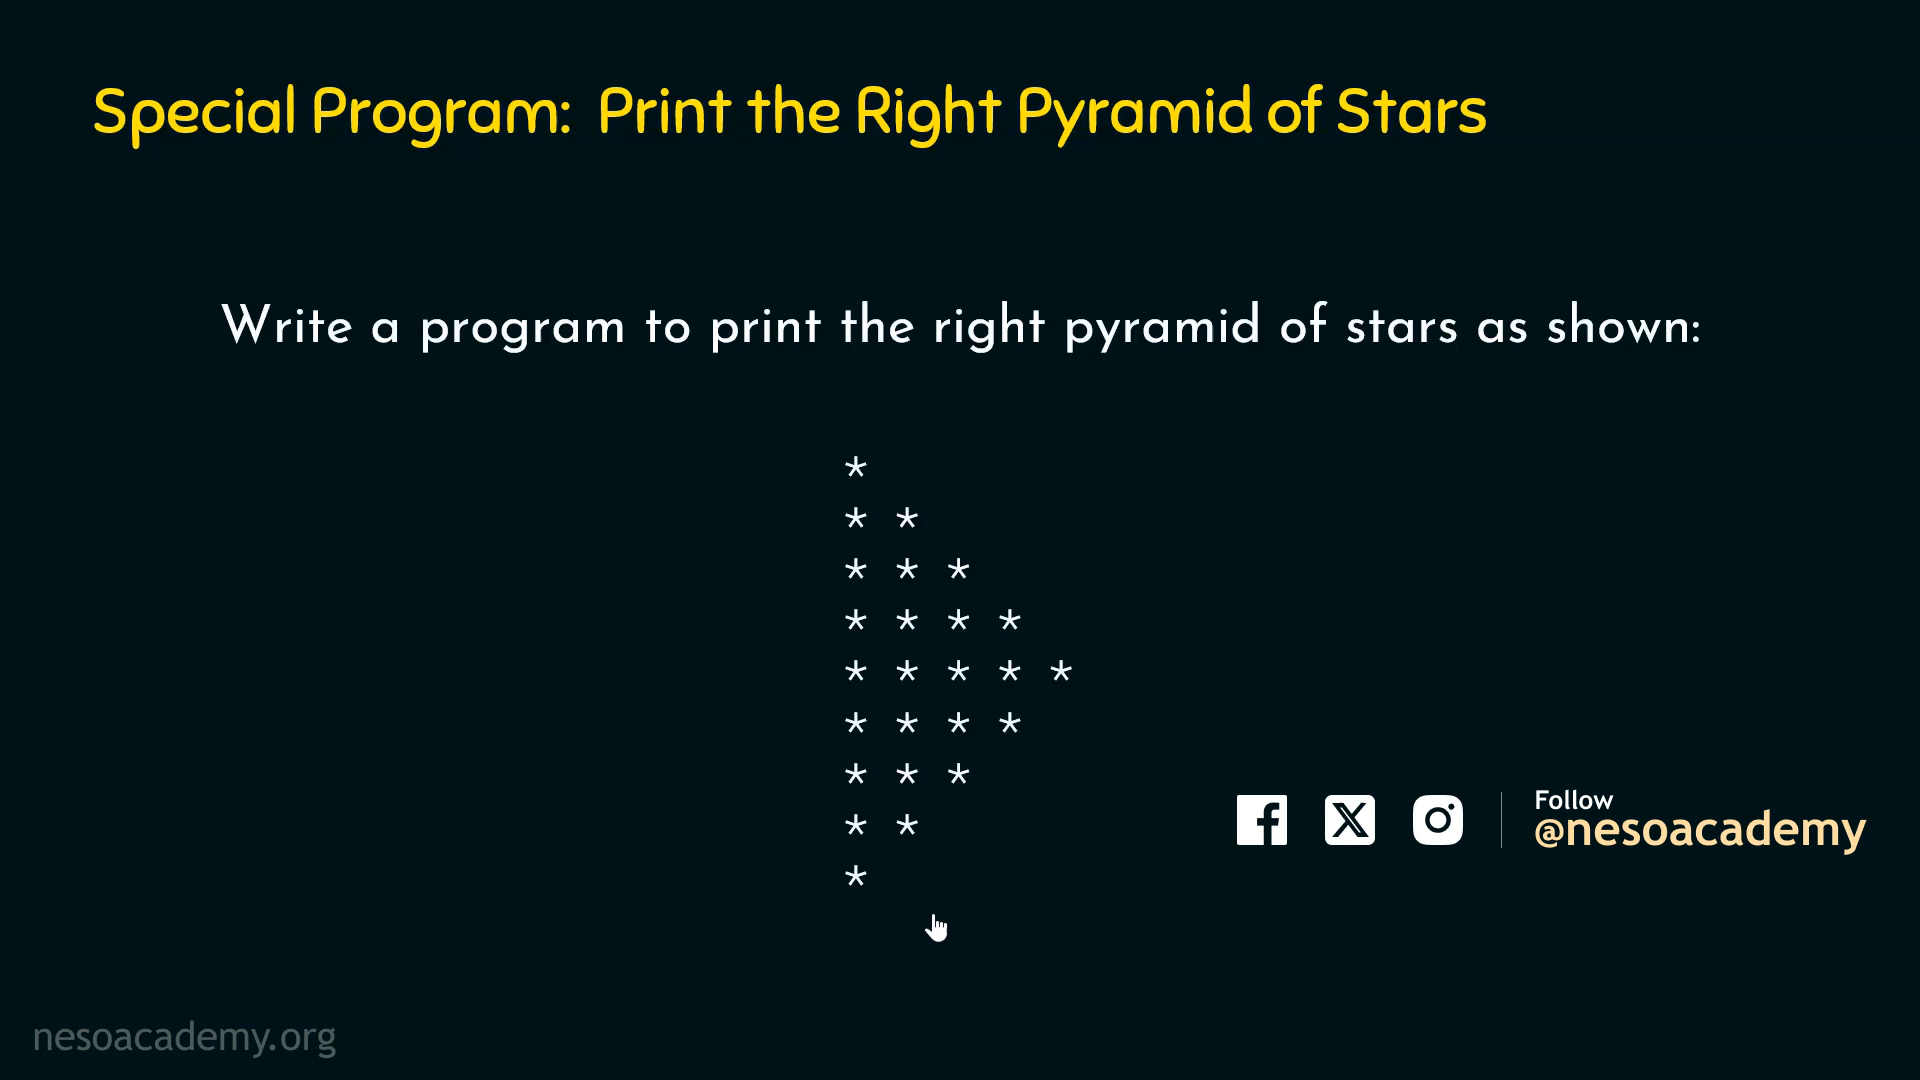 Special Program: Print the Right Pyramid of Stars
Write a program to print the right pyramid of stars as shown:
*
* *
* * *
* * * *
* * * * *
* * * *
* * *
* *
*
Follow
@nesoacademy
nesoacademy.org